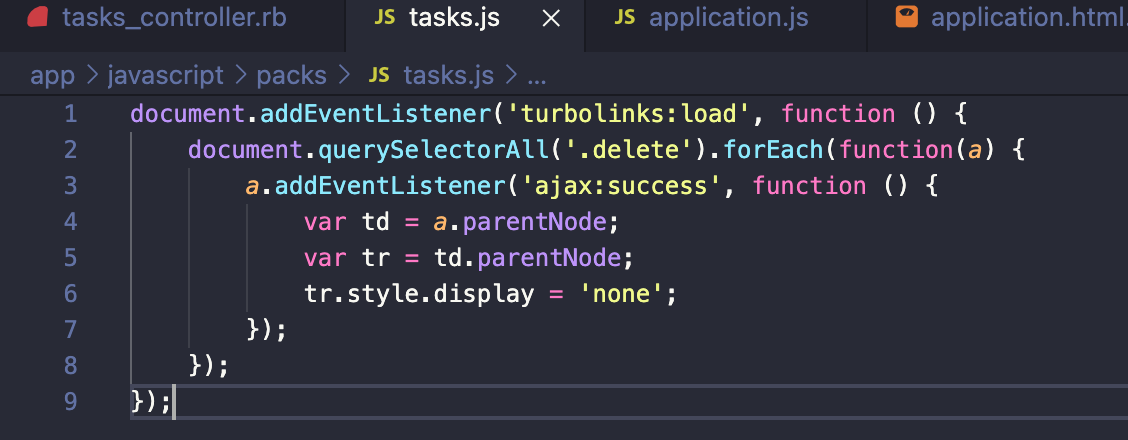 tasks_controller.rb JS tasks.js × JS application.js application.html.
app > javascript > packs > JS tasks.js > ...
1 document.addEventListener('turbolinks:load', function () {
2     document.querySelectorAll('.delete').forEach(function(a) {
3         a.addEventListener('ajax:success', function () {
4             var td = a.parentNode;
5             var tr = td.parentNode;
6             tr.style.display = 'none';
7         });
8     });
9 });